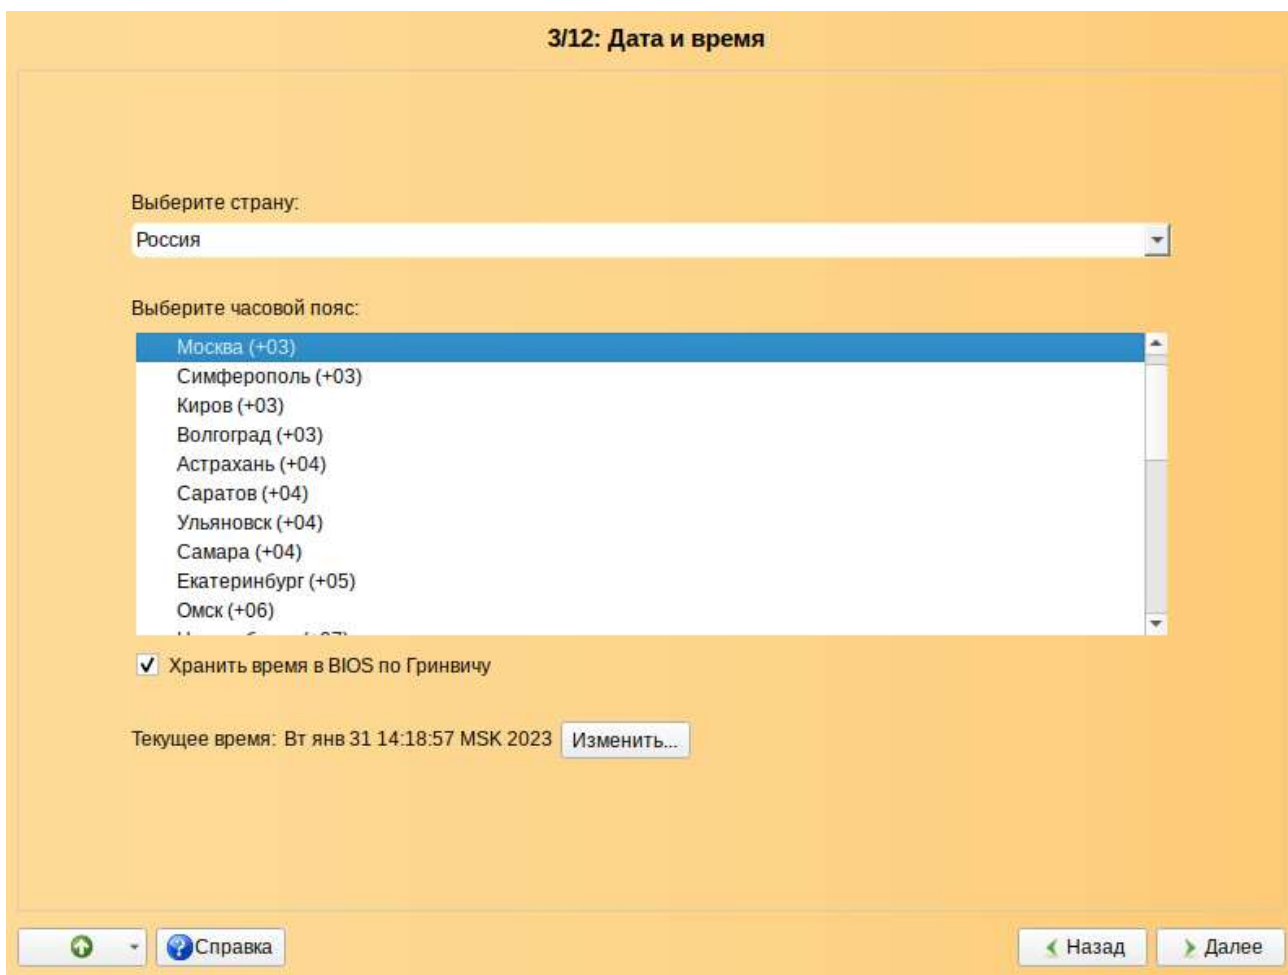 3/12: Дата и время
Выберите страну:
Россия
Выберите часовой пояс:
Москва (+03)
Симферополь (+03)
Киров (+03)
Волгоград (+03)
Астрахань (+04)
Саратов (+04)
Ульяновск (+04)
Самара (+04)
Екатеринбург (+05)
Омск (+06)
Хранить время в BIOS по Гринвичу
Текущее время: Вт янв 31 14:18:57 MSK 2023 Изменить...
Справка Назад Далее